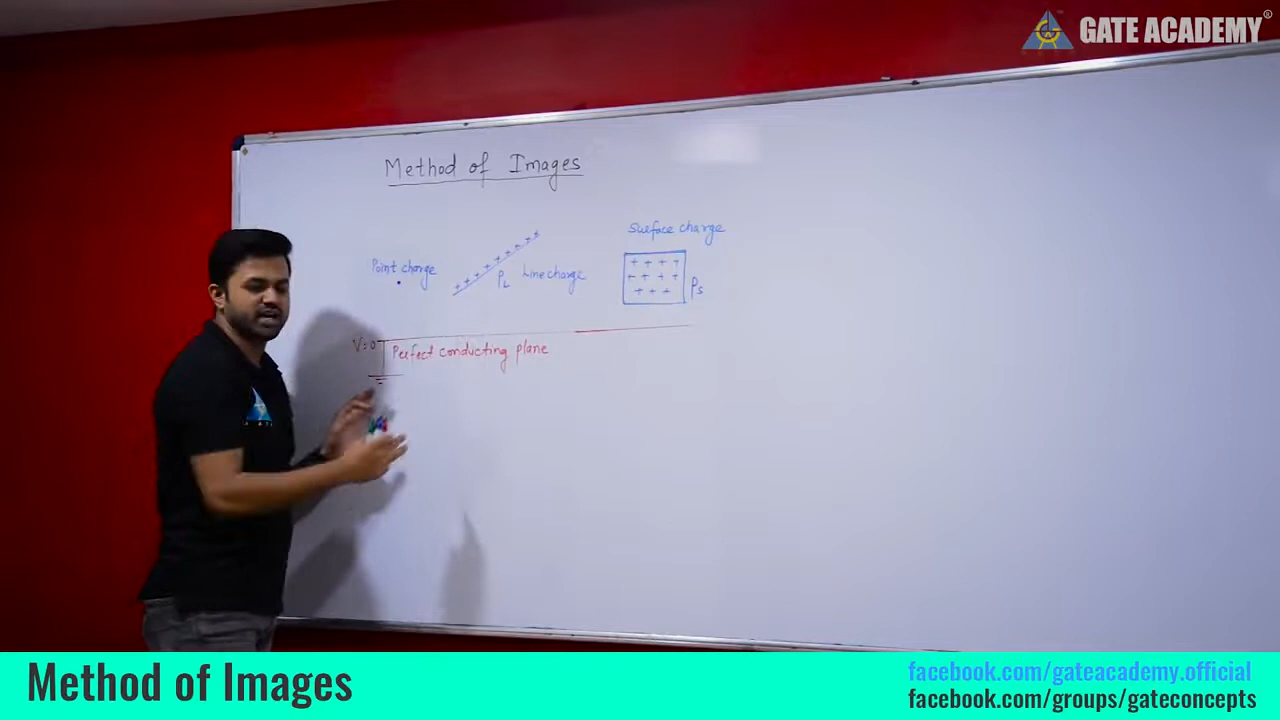 GATE ACADEMY®
Method of Images
Surface charge
Point charge
ρL Line charge
+ + + + + + + + +
+ + + +
+ + + +
+ + +
ρs
V=0
Perfect conducting plane
Method of Images
facebook.com/gateacademy.official
facebook.com/groups/gateconcepts